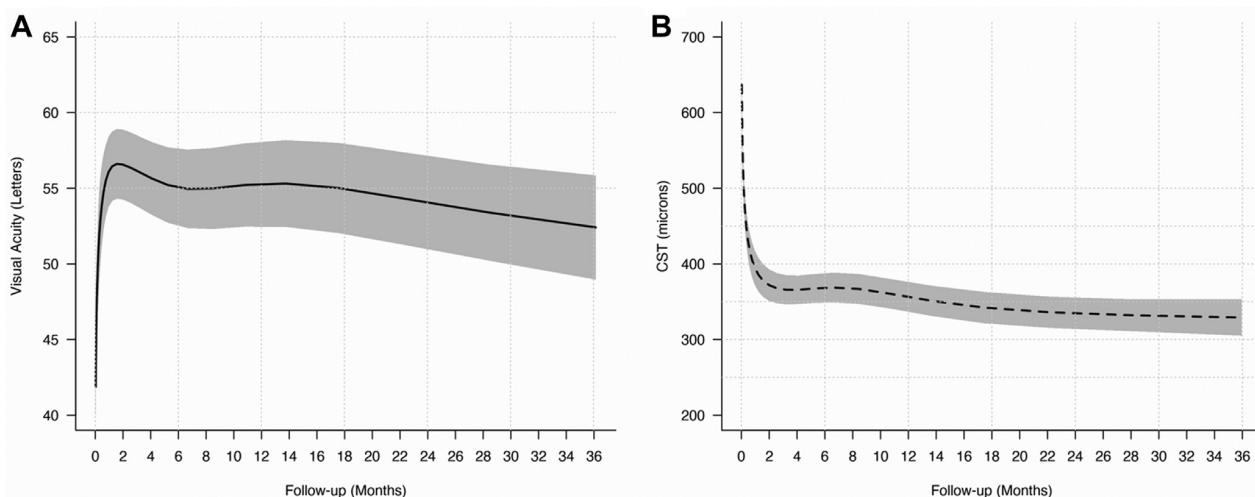 A
Visual Acuity (Letters)
65
60
55
50
45
40
0 2 4 6 8 10 12 14 16 18 20 22 24 26 28 30 32 34 36
Follow-up (Months)
B
CST (microns)
700
600
500
400
300
200
0 2 4 6 8 10 12 14 16 18 20 22 24 26 28 30 32 34 36
Follow-up (Months)